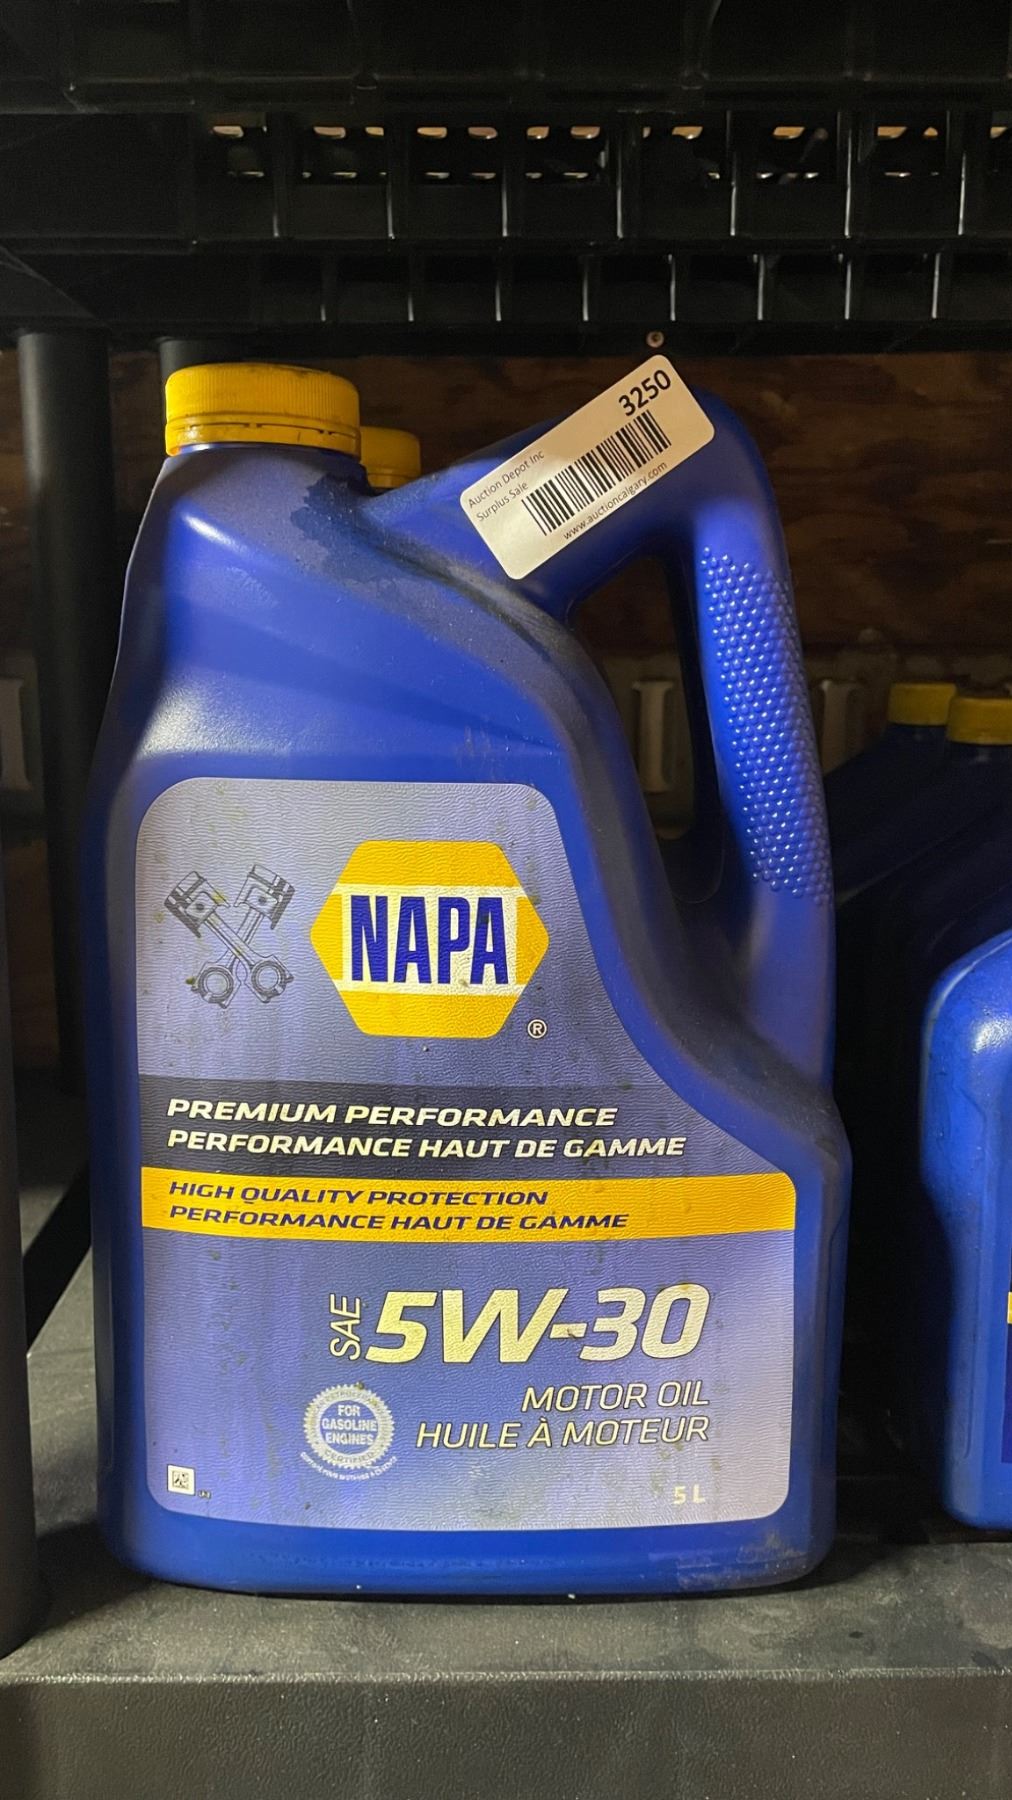 3250
Auction Depot Inc
Surplus Sale
www.auctioncalgary.com
NAPA
®
PREMIUM PERFORMANCE
PERFORMANCE HAUT DE GAMME
HIGH QUALITY PROTECTION
PERFORMANCE HAUT DE GAMME
SAE 5W-30
MOTOR OIL
HUILE À MOTEUR
FOR
GASOLINE
ENGINES
CERTIFIED
5 L